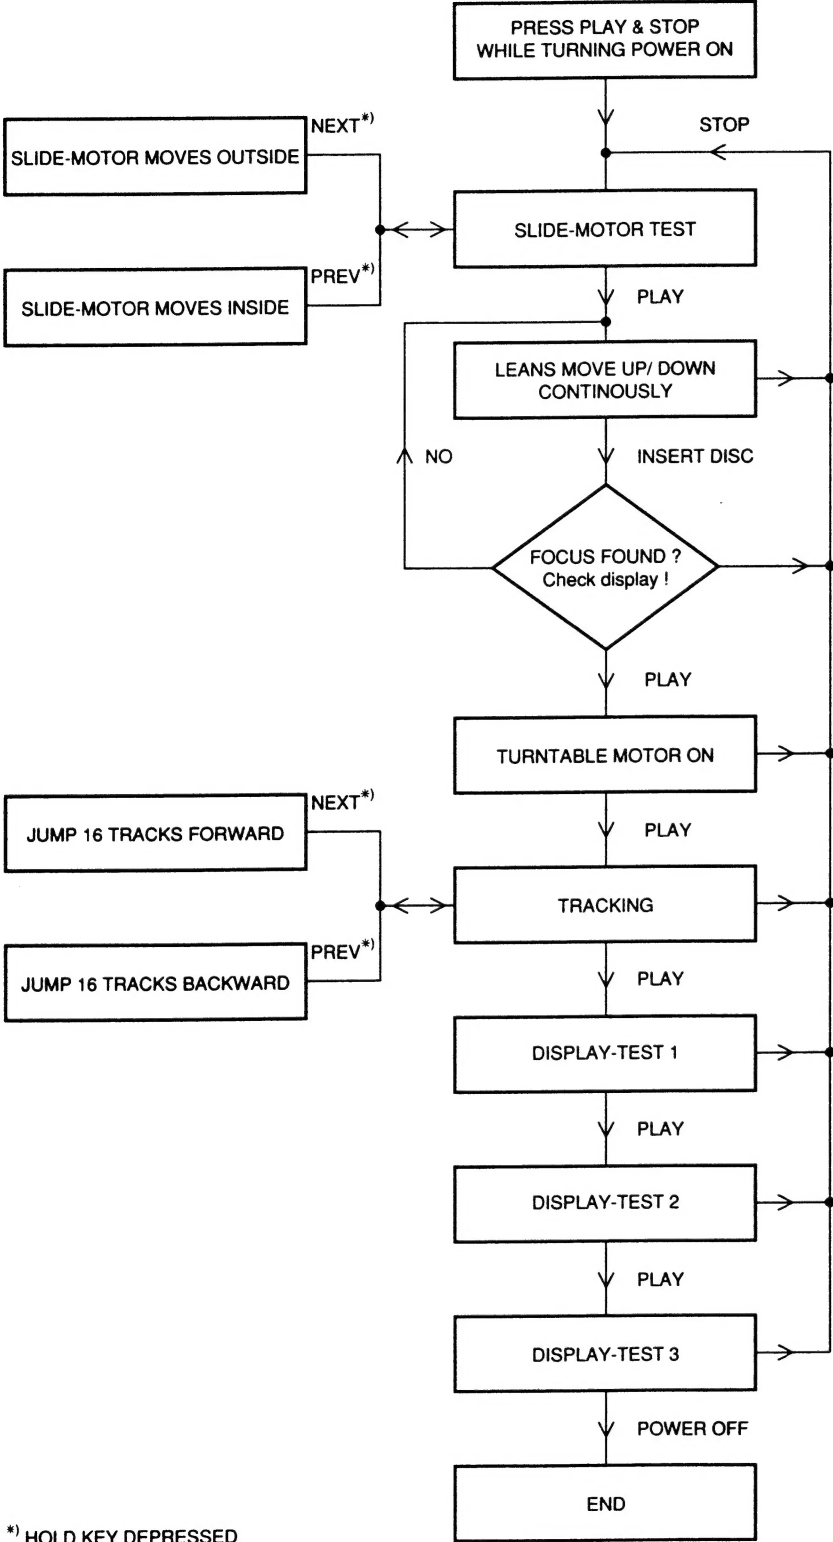 PRESS PLAY & STOP
WHILE TURNING POWER ON
STOP
NEXT*)
SLIDE-MOTOR MOVES OUTSIDE
SLIDE-MOTOR TEST
PREV*)
SLIDE-MOTOR MOVES INSIDE
PLAY
LEANS MOVE UP/ DOWN
CONTINOUSLY
NO
INSERT DISC
FOCUS FOUND ?
Check display !
PLAY
TURNTABLE MOTOR ON
NEXT*)
JUMP 16 TRACKS FORWARD
PLAY
TRACKING
PREV*)
JUMP 16 TRACKS BACKWARD
PLAY
DISPLAY-TEST 1
PLAY
DISPLAY-TEST 2
PLAY
DISPLAY-TEST 3
POWER OFF
END
*) HOLD KEY DEPRESSED